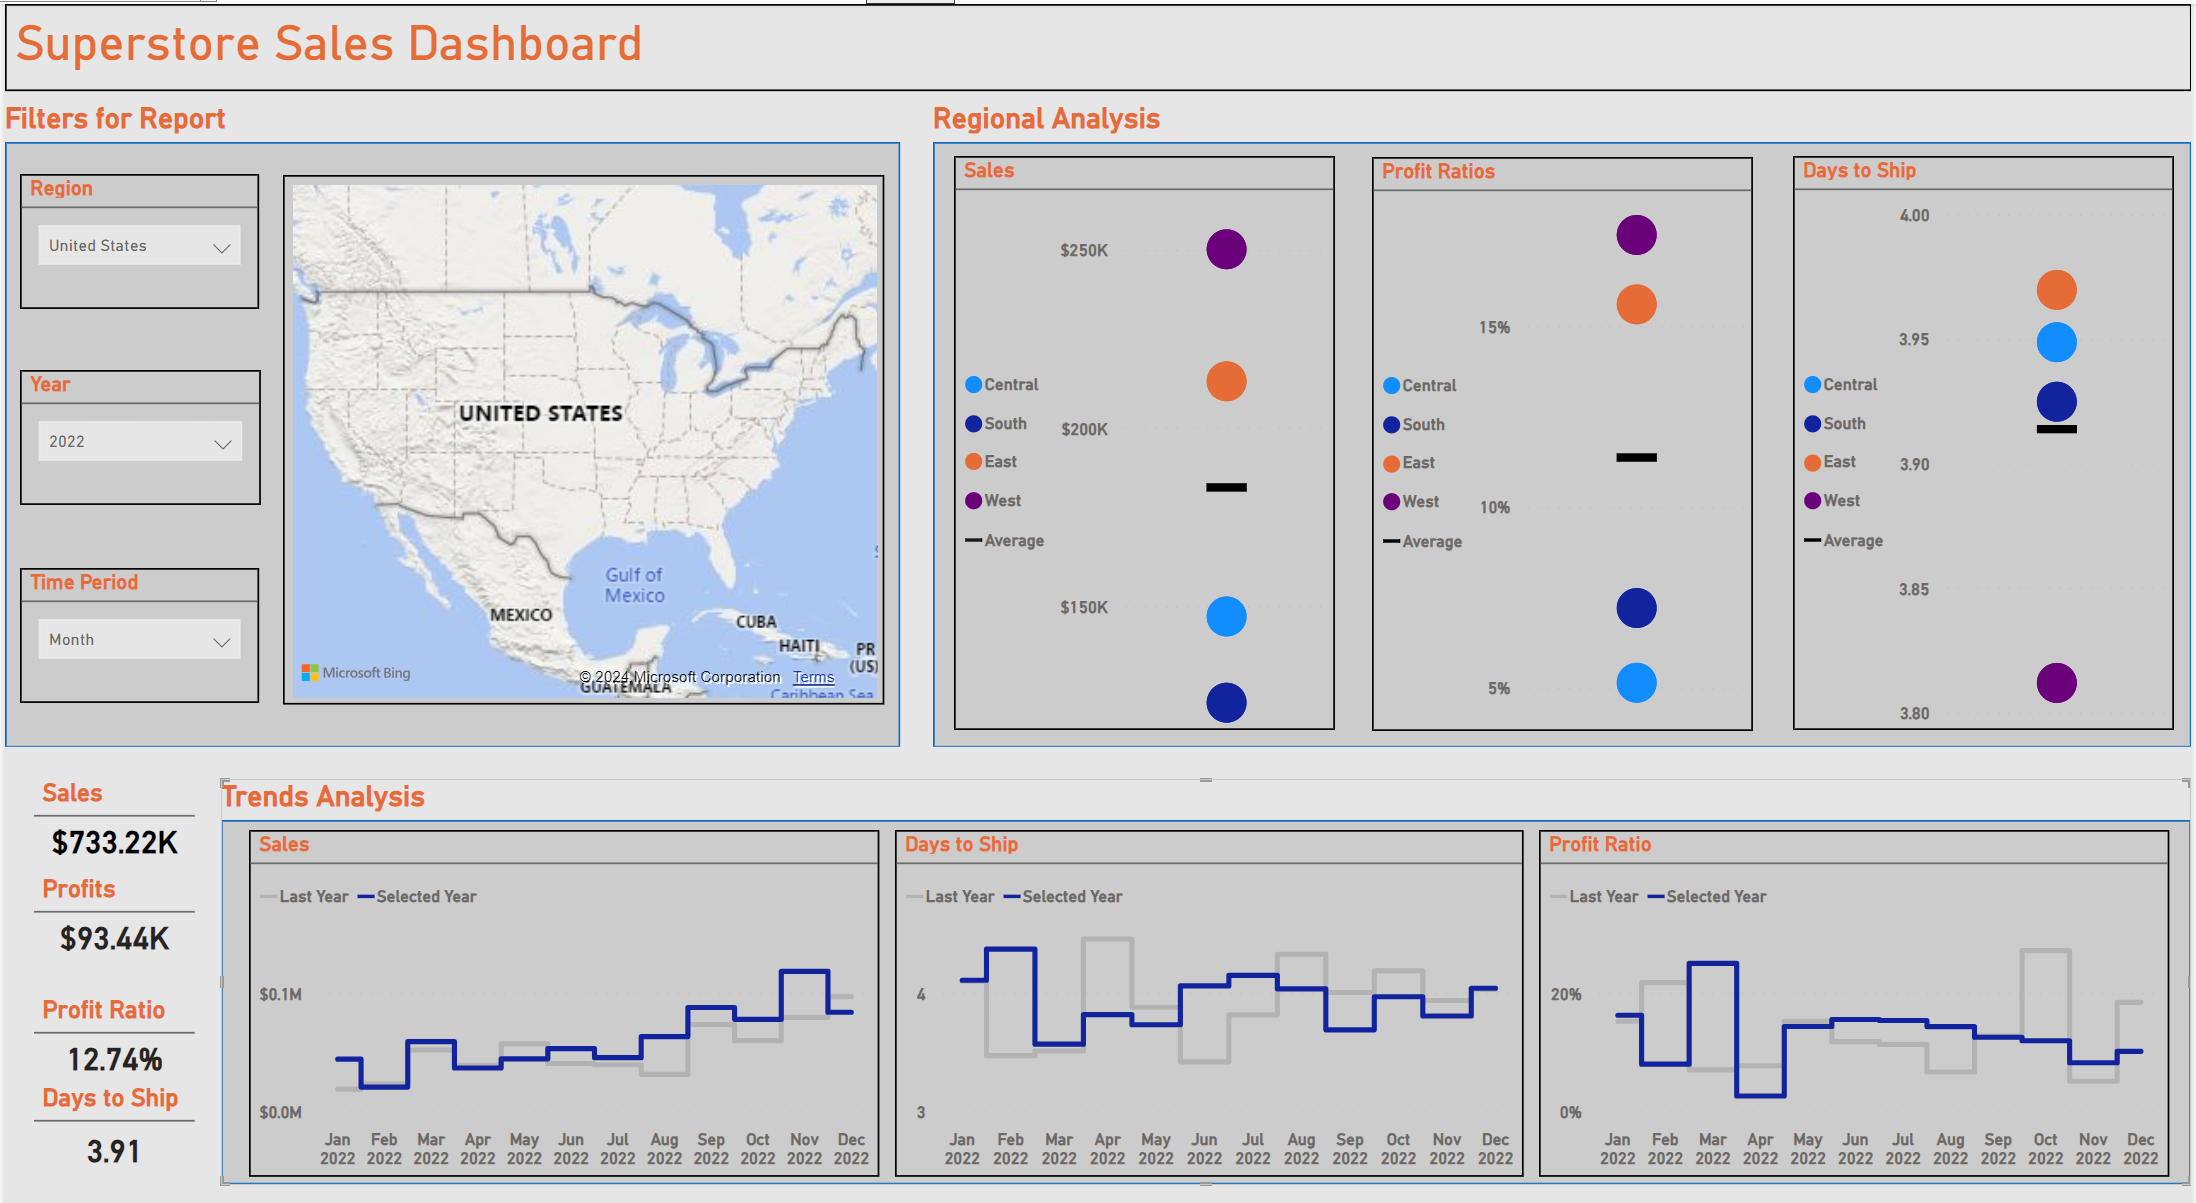 Superstore Sales Dashboard
Filters for Report
Region
United States
Year
2022
Time Period
Month
UNITED STATES
Gulf of
Mexico
MEXICO
CUBA
HAITI
PR
(US)
Microsoft Bing
© 2024 Microsoft Corporation Terms
GUATEMALA
Caribbean Sea
Regional Analysis
Sales
$250K
$200K
$150K
Central
South
East
West
Average
Profit Ratios
15%
10%
5%
Central
South
East
West
Average
Days to Ship
4.00
3.95
3.90
3.85
3.80
Central
South
East
West
Average
Sales
$733.22K
Profits
$93.44K
Profit Ratio
12.74%
Days to Ship
3.91
Trends Analysis
Sales
Last Year Selected Year
$0.1M
$0.0M
Jan Feb Mar Apr May Jun Jul Aug Sep Oct Nov Dec
2022 2022 2022 2022 2022 2022 2022 2022 2022 2022 2022 2022
Days to Ship
Last Year Selected Year
4
3
Jan Feb Mar Apr May Jun Jul Aug Sep Oct Nov Dec
2022 2022 2022 2022 2022 2022 2022 2022 2022 2022 2022 2022
Profit Ratio
Last Year Selected Year
20%
0%
Jan Feb Mar Apr May Jun Jul Aug Sep Oct Nov Dec
2022 2022 2022 2022 2022 2022 2022 2022 2022 2022 2022 2022